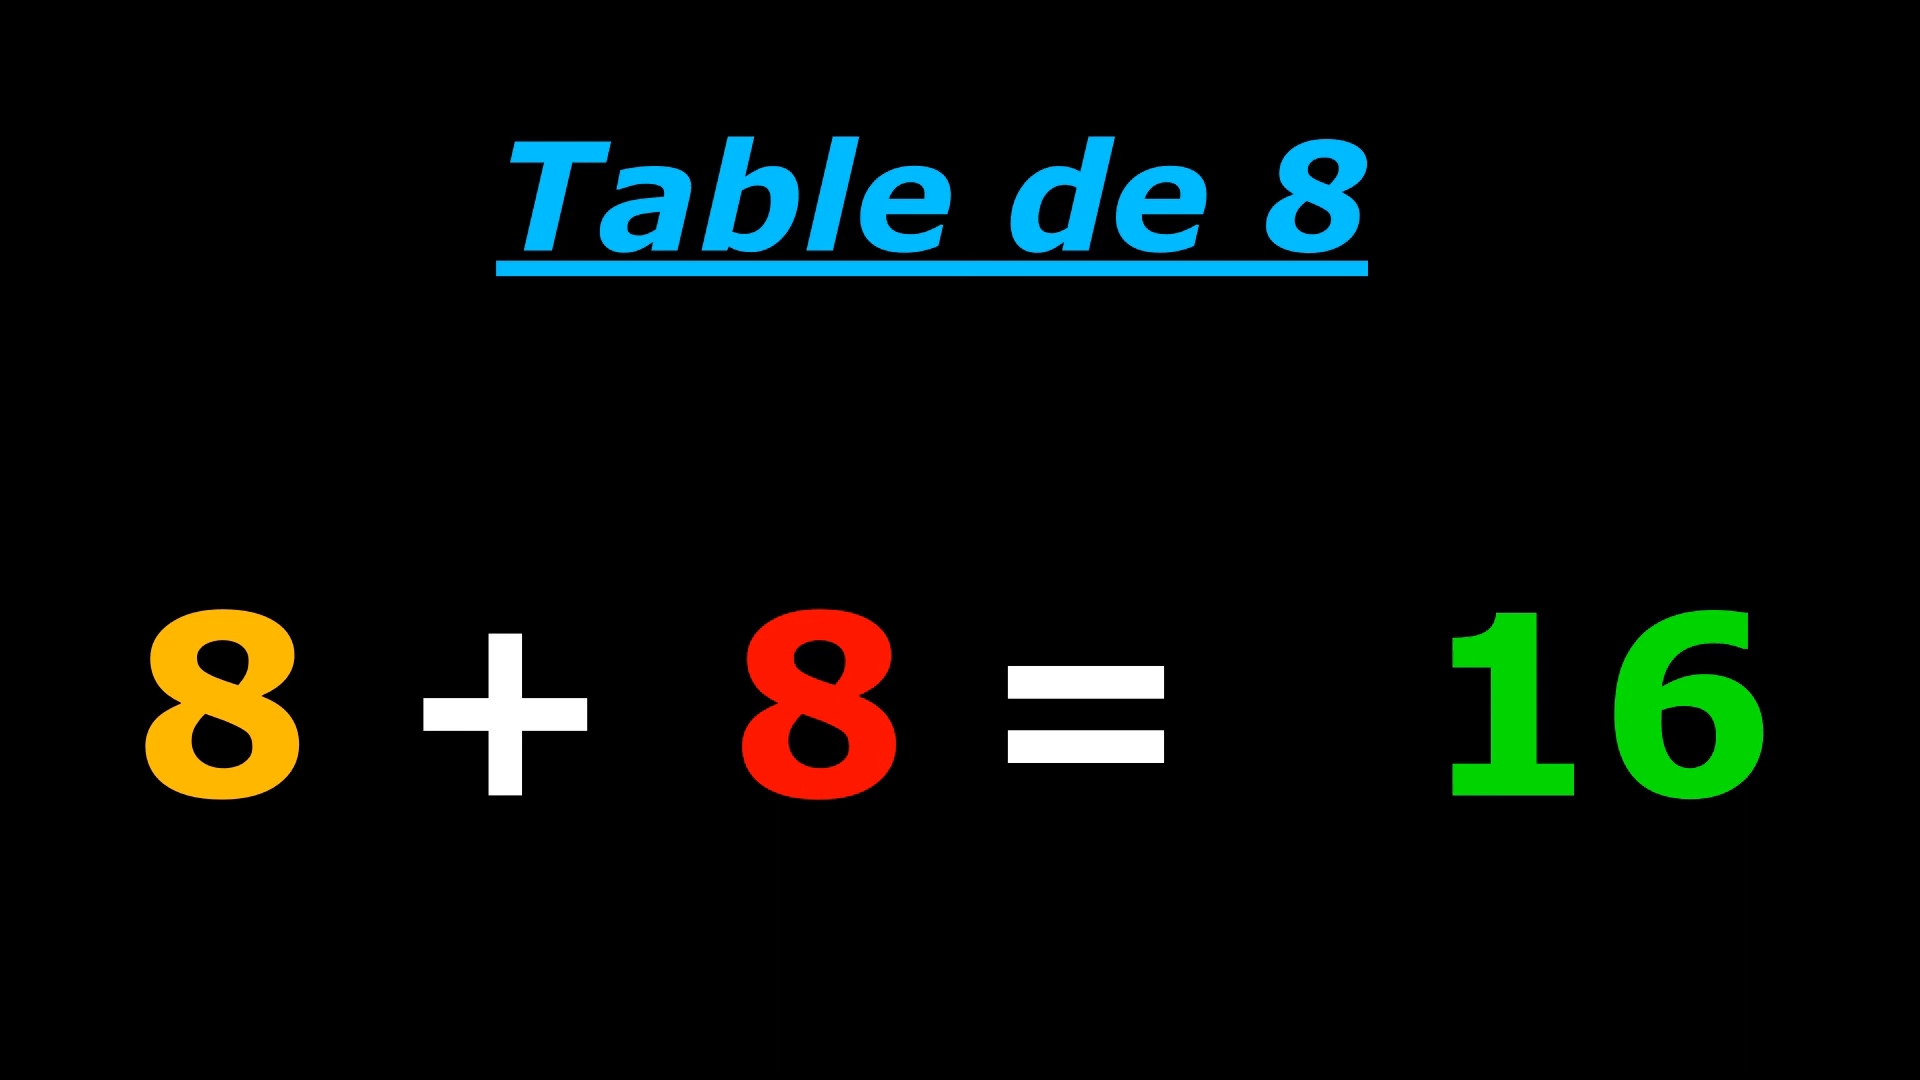 Table de 8
8 + 8 = 16